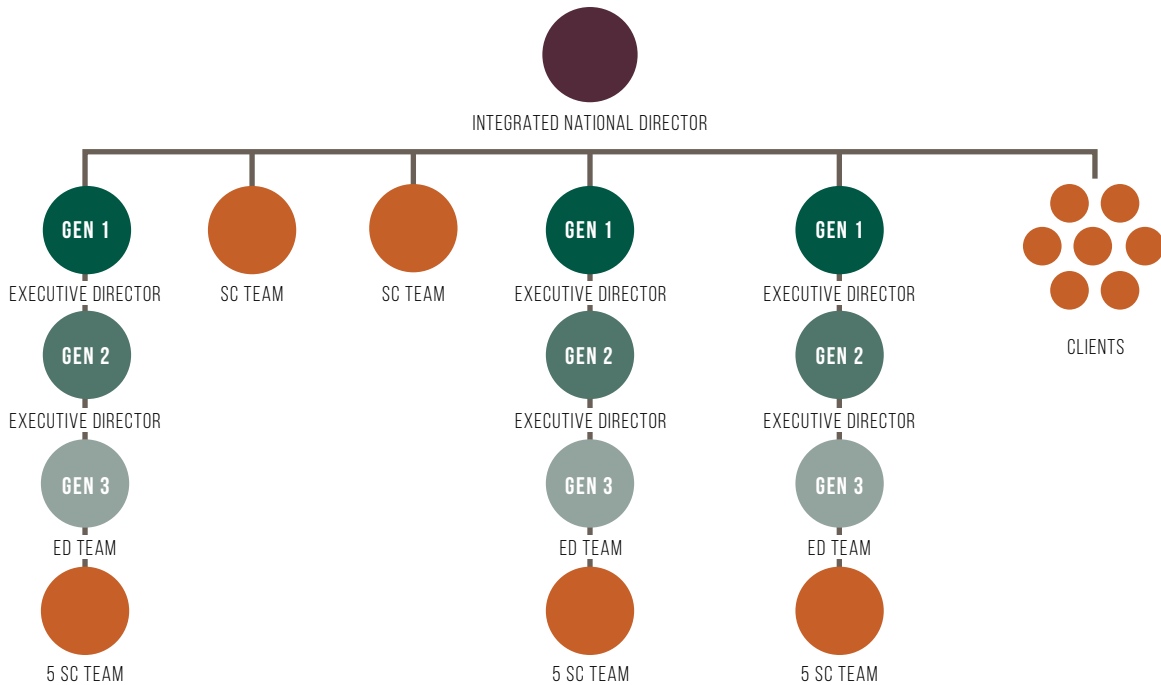 INTEGRATED NATIONAL DIRECTOR
GEN 1
GEN 1
GEN 1
EXECUTIVE DIRECTOR
SC TEAM
SC TEAM
EXECUTIVE DIRECTOR
EXECUTIVE DIRECTOR
CLIENTS
GEN 2
GEN 2
GEN 2
EXECUTIVE DIRECTOR
EXECUTIVE DIRECTOR
EXECUTIVE DIRECTOR
GEN 3
GEN 3
GEN 3
ED TEAM
ED TEAM
ED TEAM
5 SC TEAM
5 SC TEAM
5 SC TEAM